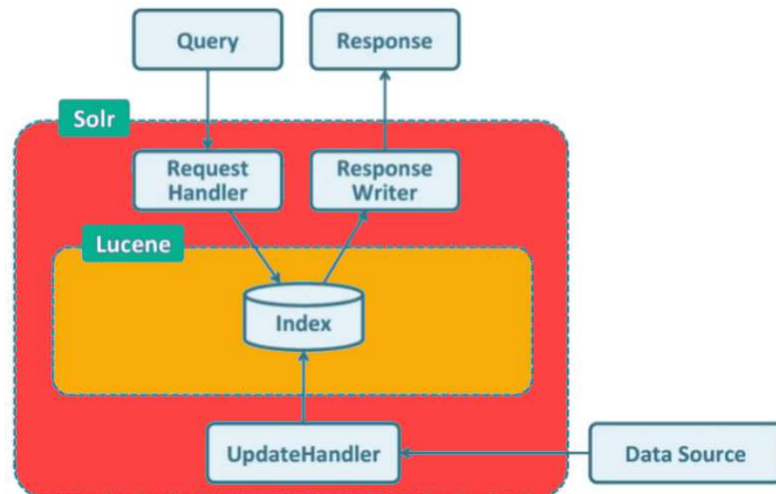 Query
Response
Solr
Request
Handler
Response
Writer
Lucene
Index
UpdateHandler
Data Source